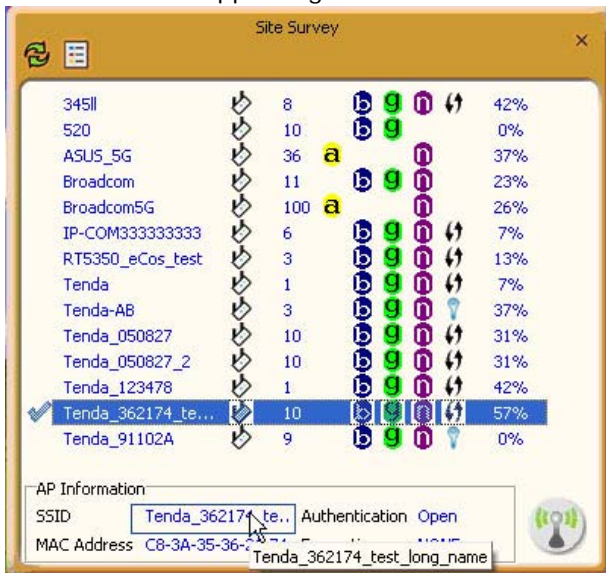 Site Survey
345ll 8 b g n 42%
520 10 b g 0%
ASUS_5G 36 a n 37%
Broadcom 11 b g n 23%
Broadcom5G 100 a n 26%
IP-COM333333333 6 b g n 7%
RT5350_eCos_test 3 b g n 13%
Tenda 1 b g n 7%
Tenda-AB 3 b g n 37%
Tenda_050827 10 b g n 31%
Tenda_050827_2 10 b g n 31%
Tenda_123478 1 b g n 42%
Tenda_362174_te... 10 b g n 57%
Tenda_91102A 9 b g n 0%
AP Information
SSID Tenda_362174_te.. Authentication Open
MAC Address C8-3A-35-36-
Tenda_362174_test_long_name